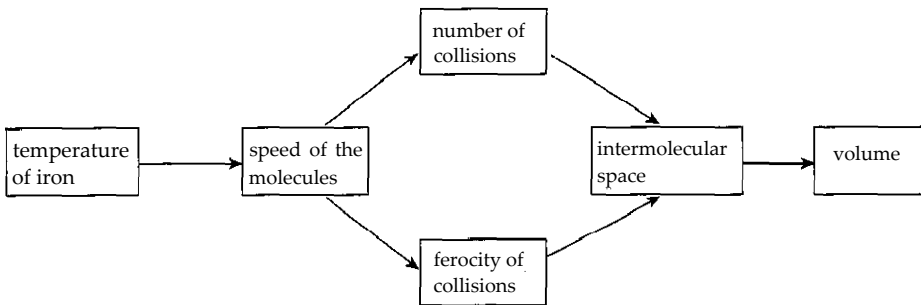 number of
collisions
temperature
of iron
speed of the
molecules
intermolecular
space
volume
ferocity of
collisions